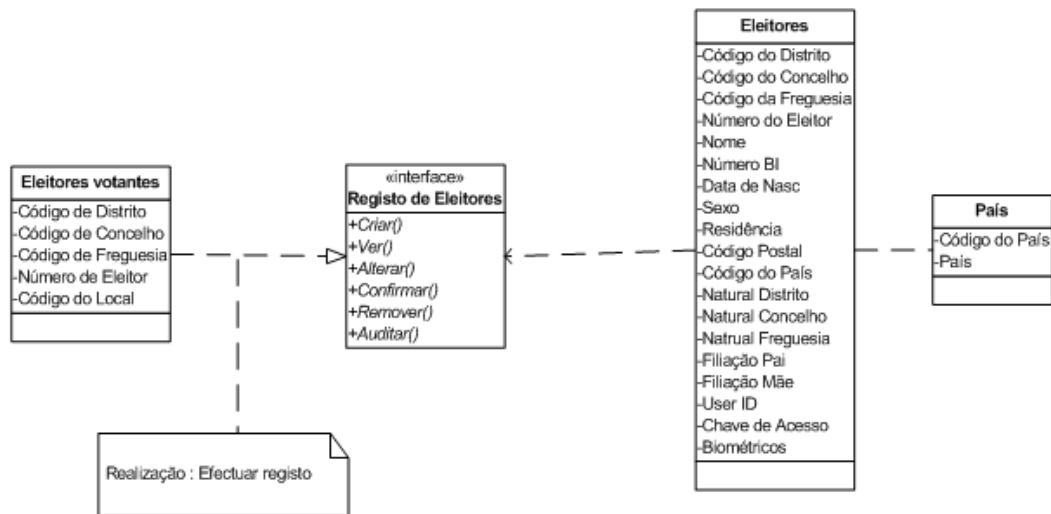 Eleitores votantes
-Código de Distrito
-Código de Concelho
-Código de Freguesia
-Número de Eleitor
-Código do Local
«interface»
Registo de Eleitores
+Criar()
+Ver()
+Alterar()
+Confirmar()
+Remover()
+Auditar()
Realização : Efectuar registo
Eleitores
-Código do Distrito
-Código do Concelho
-Código da Freguesia
-Número do Eleitor
-Nome
-Número BI
-Data de Nasc
-Sexo
-Residência
-Código Postal
-Código do País
-Natural Distrito
-Natural Concelho
-Natrual Freguesia
-Filiação Pai
-Filiação Mãe
-User ID
-Chave de Acesso
-Biométricos
País
-Código do País
-País